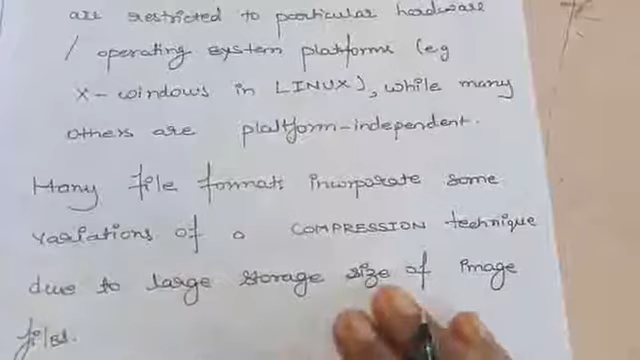 are restricted to particular hardware
/ operating system platforms (eg
X-windows in LINUX), while many
others are platform-independent.
Many file formats incorporate some
variations of a COMPRESSION technique
due to large storage size of image
files.